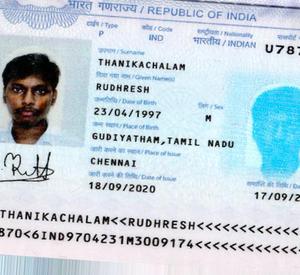 भारत गणराज्य / REPUBLIC OF INDIA
टाईप / Type
कोड / Code
राष्ट्रीयता / Nationality
P
IND
भारतीय / INDIAN
U787
उपनाम / Surname
THANIKACHALAM
दिया गया नाम / Given Name(s)
RUDHRESH
जन्मतिथि / Date of Birth
लिंग / Sex
23/04/1997
M
जन्म स्थान / Place of Birth
GUDIYATHAM,TAMIL NADU
जारी करने का स्थान / Place of Issue
CHENNAI
जारी करने की तिथि / Date of Issue
18/09/2020
17/09/2
THANIKACHALAM<<RUDHRESH<<<<<<
870<6IND9704231M3009174<<<<<